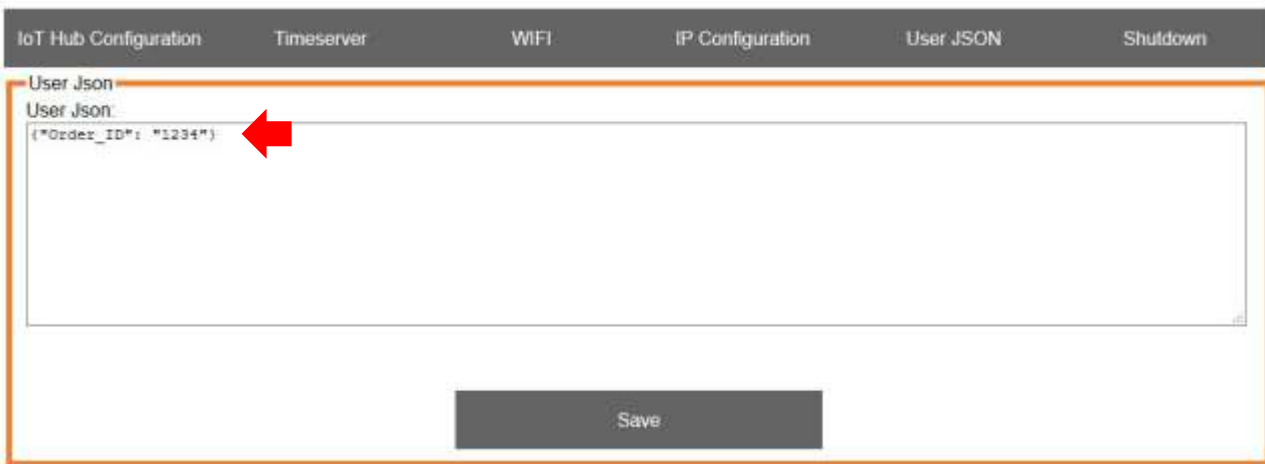 IoT Hub Configuration Timeserver WIFI IP Configuration User JSON Shutdown
User Json
User Json:
{"Order_ID": "1234"}
Save